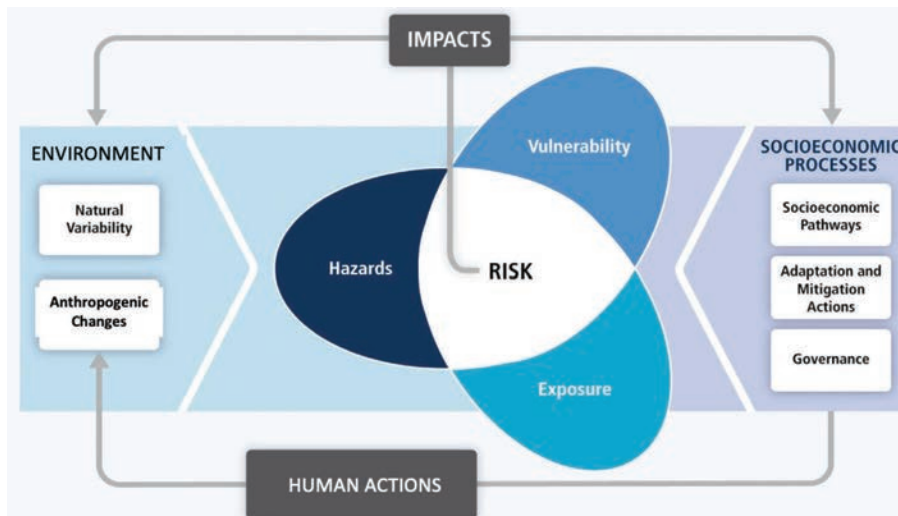 IMPACTS
ENVIRONMENT
Natural
Variability
Anthropogenic
Changes
Vulnerability
Hazards
RISK
Exposure
SOCIOECONOMIC
PROCESSES
Socioeconomic
Pathways
Adaptation and
Mitigation
Actions
Governance
HUMAN ACTIONS